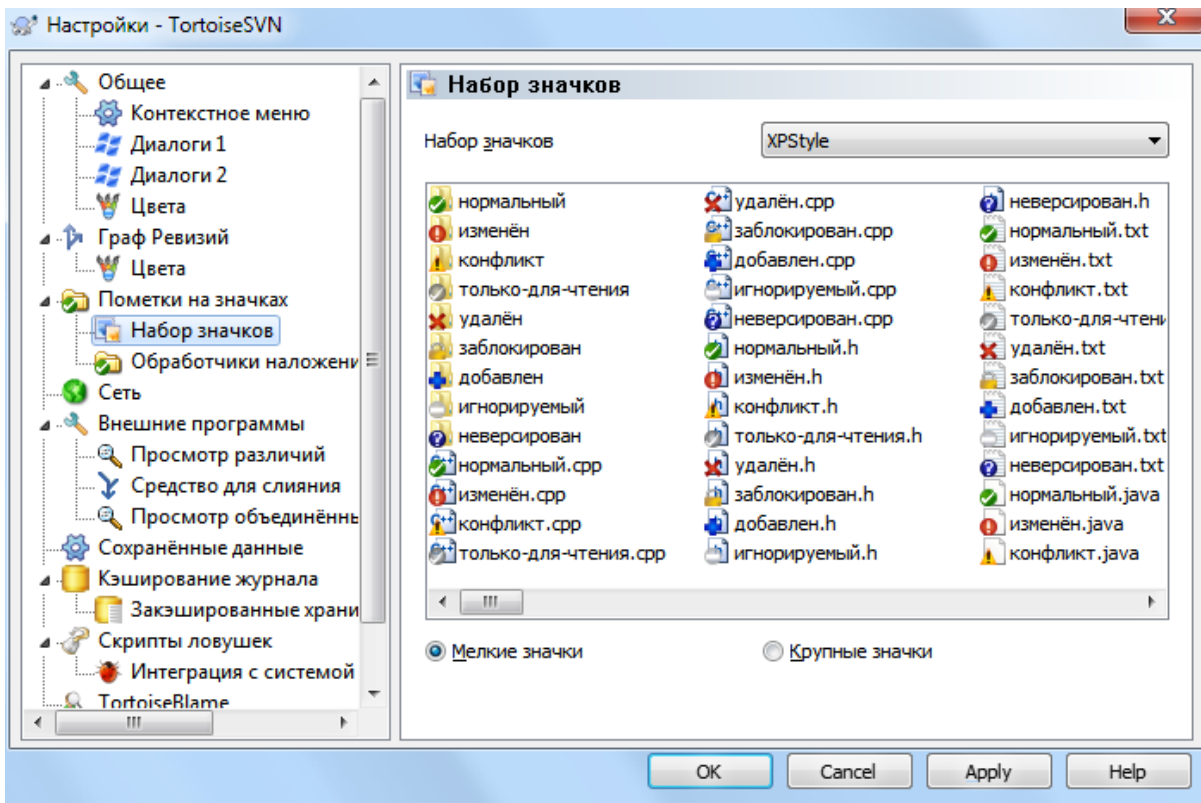 Настройки - TortoiseSVN
Общее
Контекстное меню
Диалоги 1
Диалоги 2
Цвета
Граф Ревизий
Цвета
Пометки на значках
Набор значков
Обработчики наложени
Сеть
Внешние программы
Просмотр различий
Средство для слияния
Просмотр объединённь
Сохранённые данные
Кэширование журнала
Закэшированные храни
Скрипты ловушек
Интеграция с системой
TortoiseBlame
Набор значков
Набор значков
XPStyle
нормальный
изменён
конфликт
только-для-чтения
удалён
заблокирован
добавлен
игнорируемый
неверсирован
нормальный.cpp
изменён.cpp
конфликт.cpp
только-для-чтения.cpp
удалён.cpp
заблокирован.cpp
добавлен.cpp
игнорируемый.cpp
неверсирован.cpp
нормальный.h
изменён.h
конфликт.h
только-для-чтения.h
удалён.h
заблокирован.h
добавлен.h
игнорируемый.h
неверсирован.h
нормальный.txt
изменён.txt
конфликт.txt
только-для-чтени
удалён.txt
заблокирован.txt
добавлен.txt
игнорируемый.txt
неверсирован.txt
нормальный.java
изменён.java
конфликт.java
Мелкие значки
Крупные значки
OK
Cancel
Apply
Help